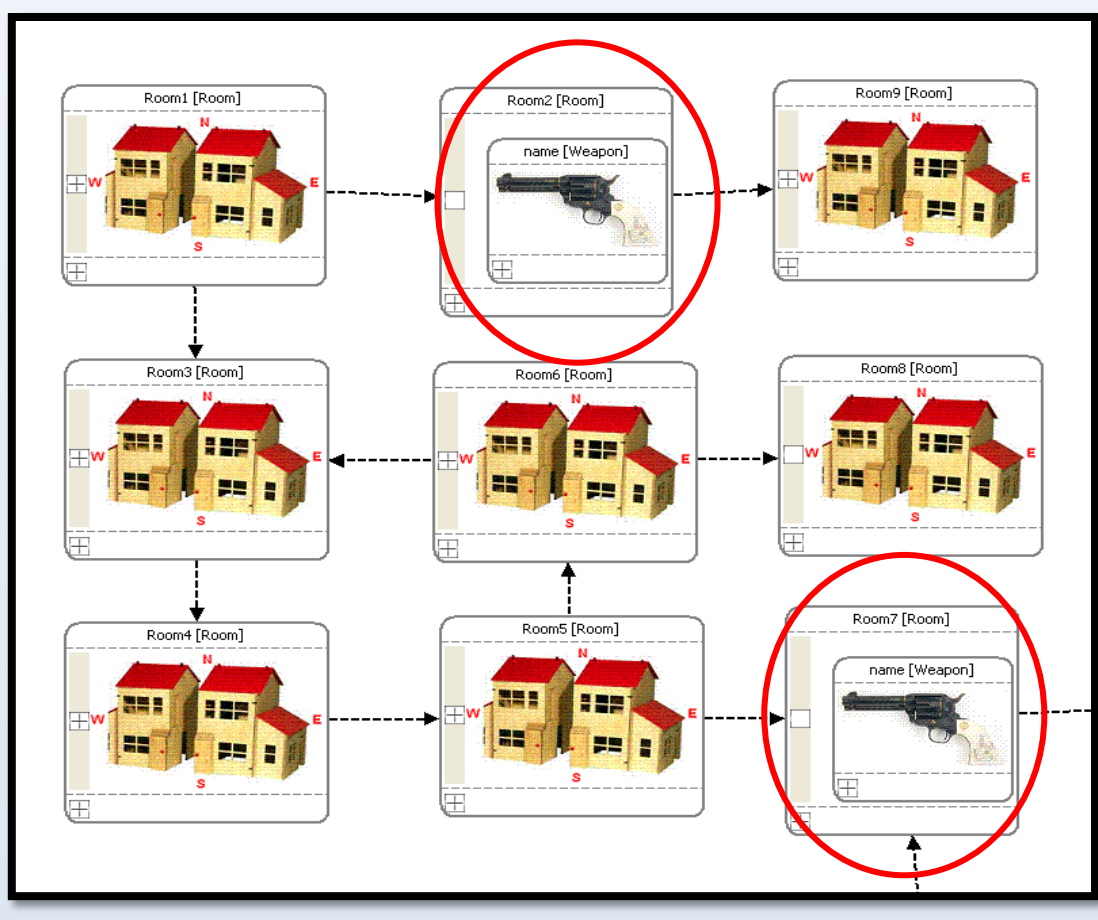 Room1 [Room]
N
W
E
S
Room2 [Room]
name [Weapon]
Room9 [Room]
N
W
E
S
Room3 [Room]
N
W
E
S
Room6 [Room]
N
W
E
S
Room8 [Room]
N
W
E
S
Room4 [Room]
N
W
E
S
Room5 [Room]
N
W
E
S
Room7 [Room]
name [Weapon]